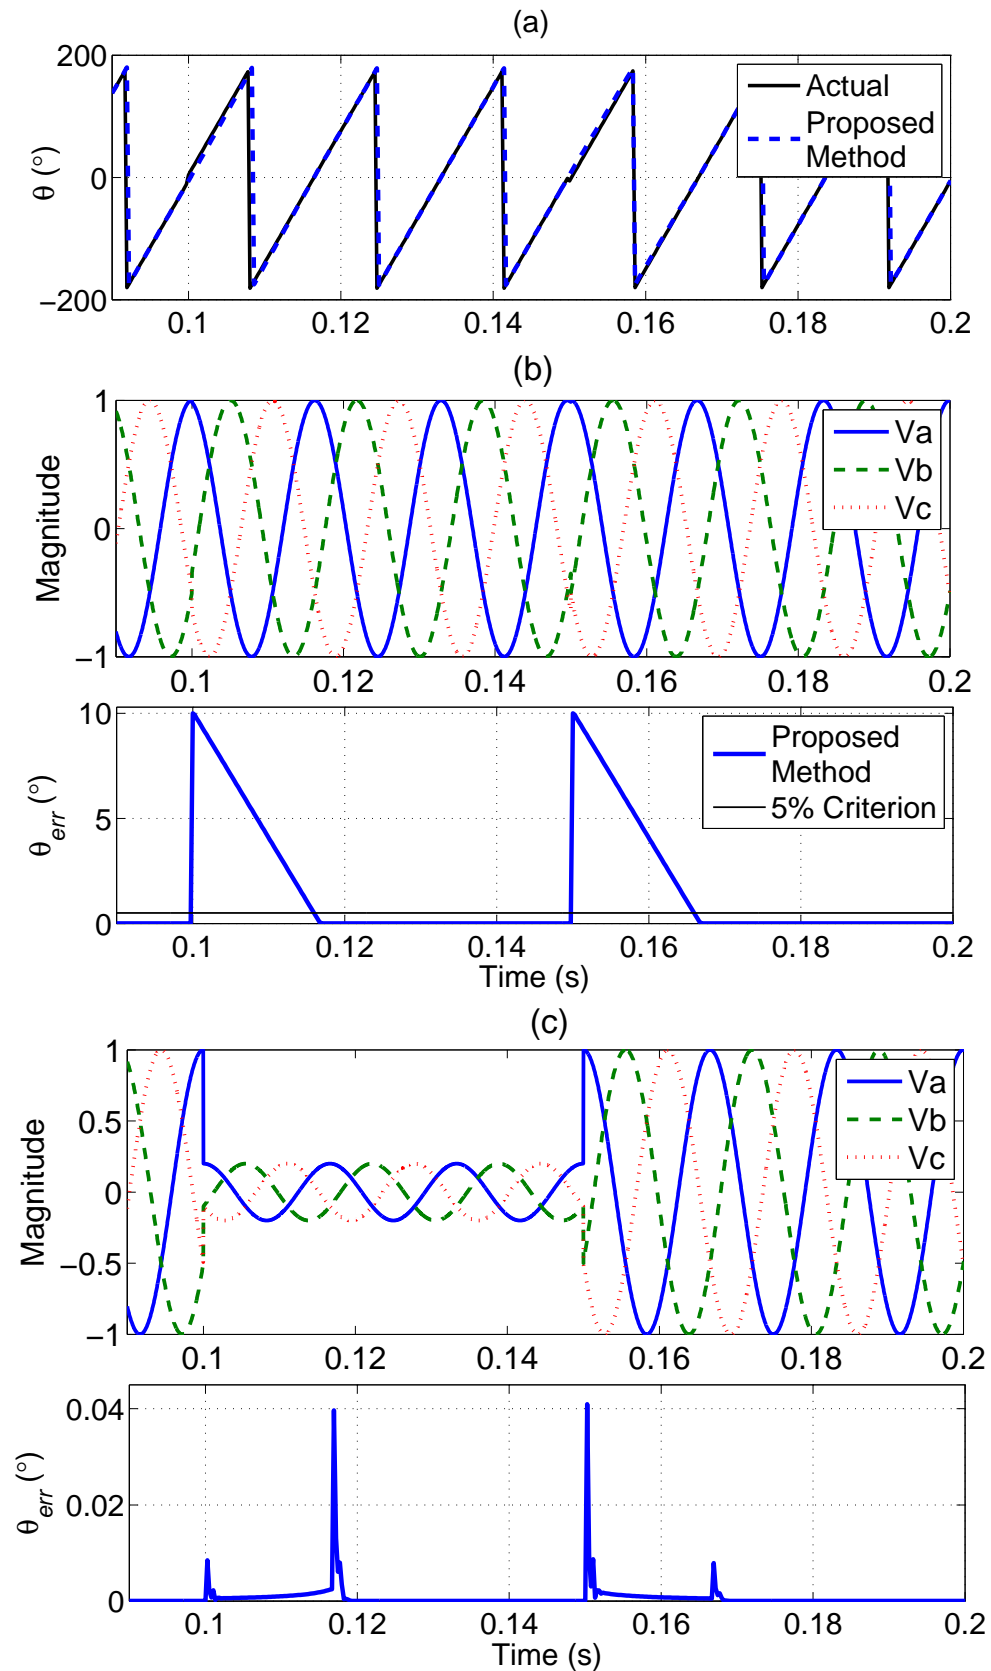 (a)
200
0
−200
θ (°)
Actual
Proposed
Method
0.1 0.12 0.14 0.16 0.18 0.2
(b)
1
0
−1
Magnitude
Va
Vb
Vc
0.1 0.12 0.14 0.16 0.18 0.2
10
5
0
θerr (°)
Proposed
Method
5% Criterion
0.1 0.12 0.14 0.16 0.18 0.2
Time (s)
(c)
1
0.5
0
−0.5
−1
Magnitude
Va
Vb
Vc
0.1 0.12 0.14 0.16 0.18 0.2
0.04
0.02
0
θerr (°)
0.1 0.12 0.14 0.16 0.18 0.2
Time (s)